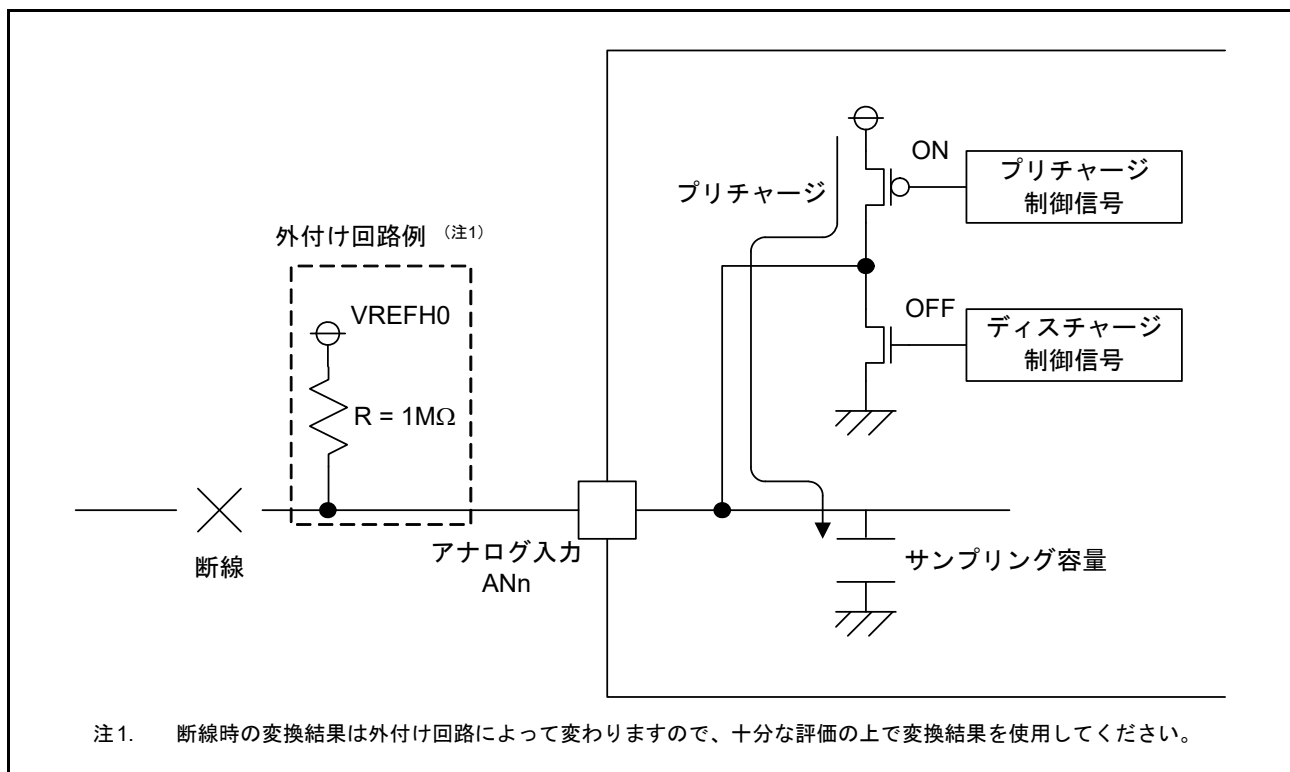 ON
プリチャージ
制御信号
プリチャージ
外付け回路例 (注1)
VREFH0
OFF
ディスチャージ
制御信号
R = 1MΩ
断線
アナログ入力
ANn
サンプリング容量
注1. 断線時の変換結果は外付け回路によって変わりますので、十分な評価の上で変換結果を使用してください。